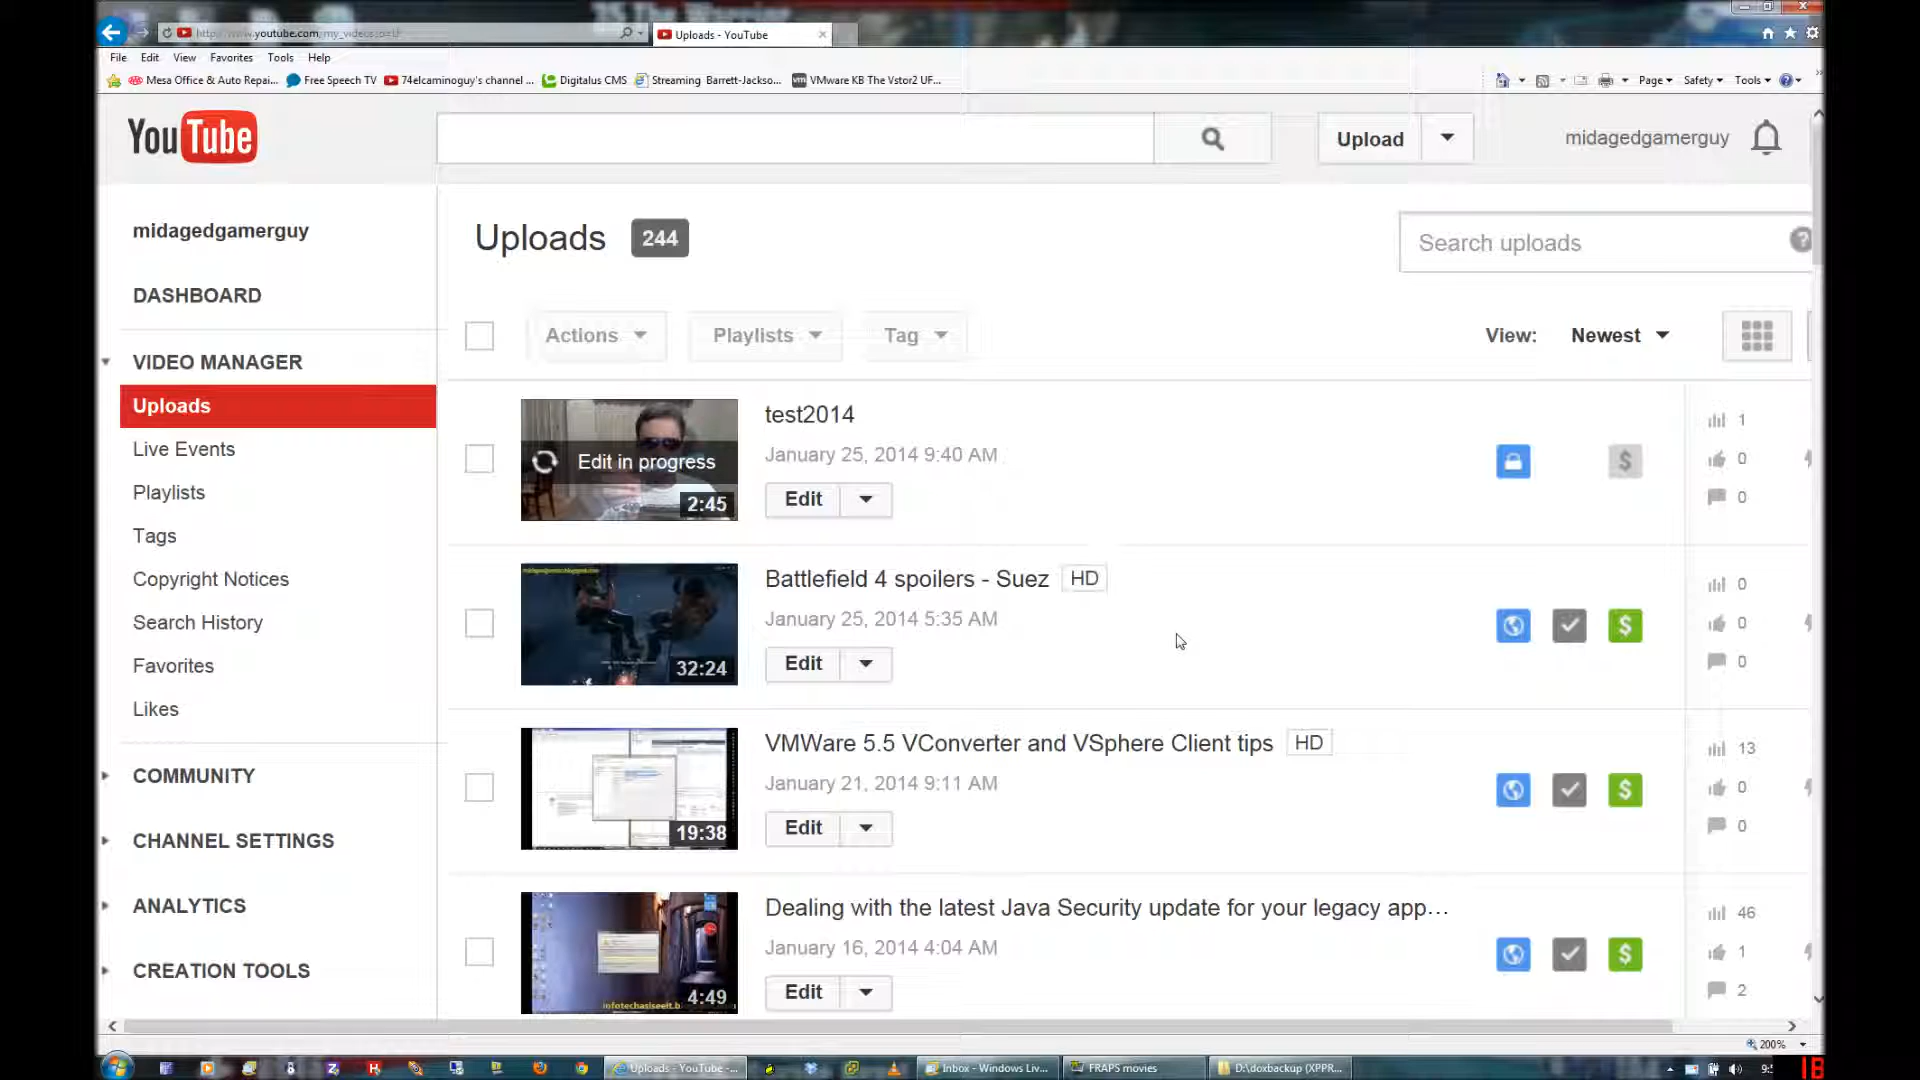 Uploads - YouTube
File Edit View Favorites Tools Help
Mesa Office & Auto Repai... Free Speech TV 74elcaminoguy's channel ... Digitalus CMS Streaming Barrett-Jackso... VMware KB The Vstor2 UF...
Page Safety Tools
YouTube
Upload
midagedgamerguy
midagedgamerguy
DASHBOARD
VIDEO MANAGER
Uploads
Live Events
Playlists
Tags
Copyright Notices
Search History
Favorites
Likes
COMMUNITY
CHANNEL SETTINGS
ANALYTICS
CREATION TOOLS
Uploads 244
Search uploads
Actions Playlists Tag
View: Newest
test2014
January 25, 2014 9:40 AM
Edit in progress
2:45
Edit
1
0
0
Battlefield 4 spoilers - Suez HD
January 25, 2014 5:35 AM
32:24
Edit
0
0
0
VMWare 5.5 VConverter and VSphere Client tips HD
January 21, 2014 9:11 AM
19:38
Edit
13
0
0
Dealing with the latest Java Security update for your legacy app...
January 16, 2014 4:04 AM
4:49
Edit
46
1
2
200%
Uploads - YouTube -... Inbox - Windows Live... FRAPS movies D:\doxbackup (XPPR...
18